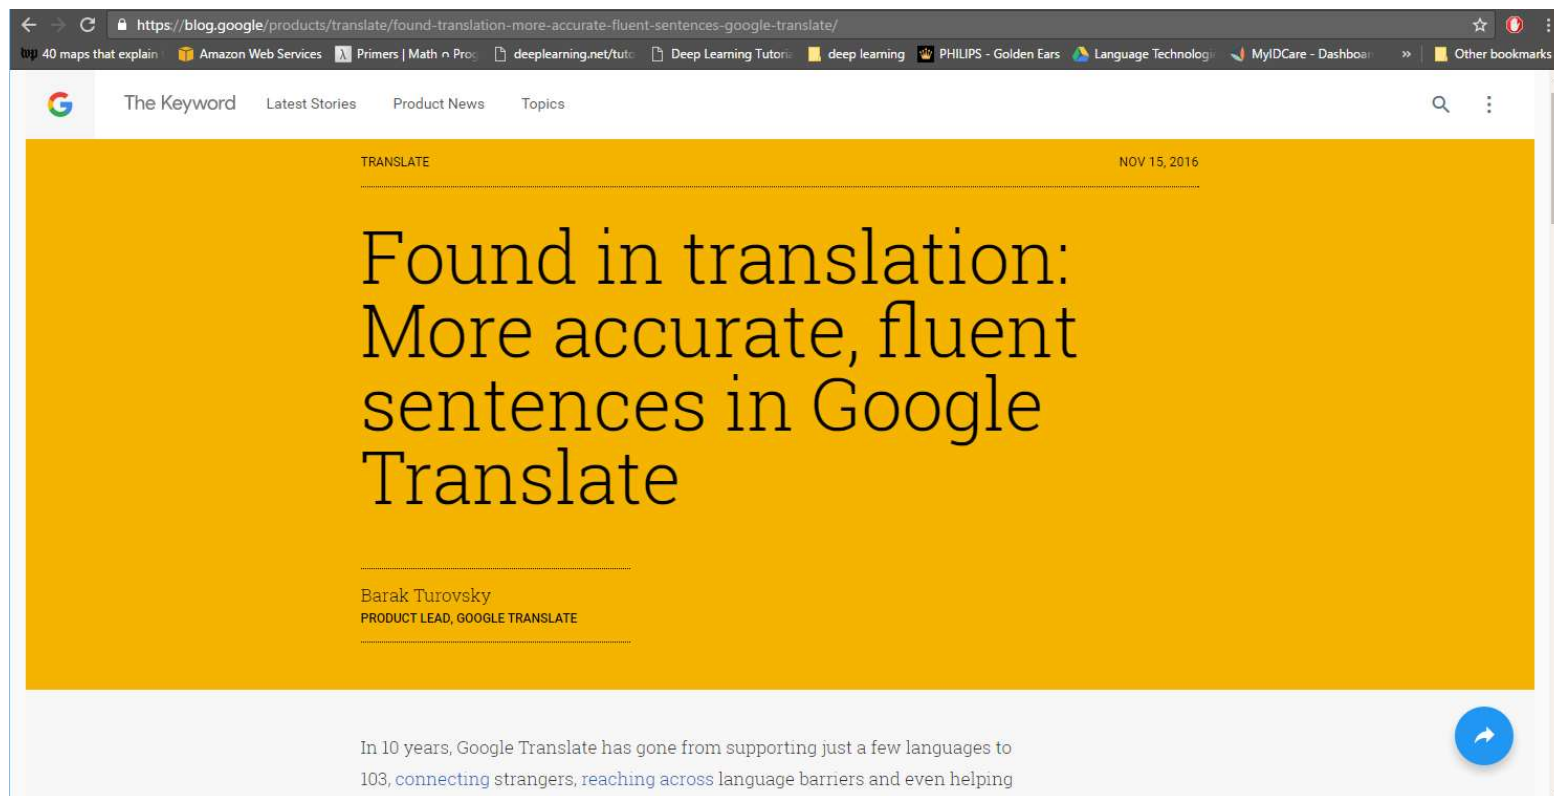 https://blog.google/products/translate/found-translation-more-accurate-fluent-sentences-google-translate/
40 maps that explain Amazon Web Services Primers | Math ∩ Prog deeplearning.net/tuto Deep Learning Tutoria deep learning PHILIPS - Golden Ears Language Technologi MyIDCare - Dashboar » Other bookmarks
G The Keyword Latest Stories Product News Topics
TRANSLATE NOV 15, 2016
Found in translation:
More accurate, fluent
sentences in Google
Translate
Barak Turovsky
PRODUCT LEAD, GOOGLE TRANSLATE
In 10 years, Google Translate has gone from supporting just a few languages to
103, connecting strangers, reaching across language barriers and even helping